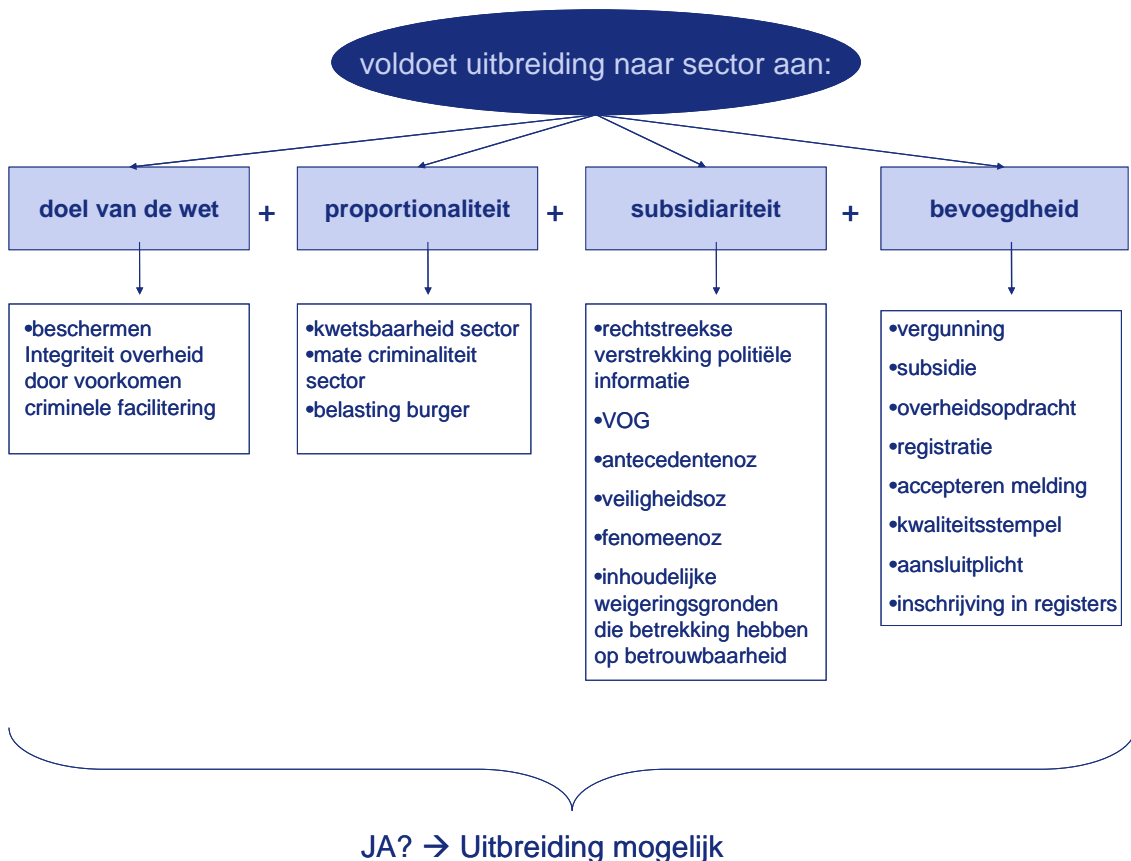 voldoet uitbreiding naar sector aan:
doel van de wet
+
proportionaliteit
+
subsidiariteit
+
bevoegdheid
•beschermen
Integriteit overheid
door voorkomen
criminele facilitering
•kwetsbaarheid sector
•mate criminaliteit
sector
•belasting burger
•rechtstreekse
verstrekking politiële
informatie
•VOG
•antecedentenoz
•veiligheidsoz
•fenomeenoz
•inhoudelijke
weigeringsgronden
die betrekking hebben
op betrouwbaarheid
•vergunning
•subsidie
•overheidsopdracht
•registratie
•accepteren melding
•kwaliteitsstempel
•aansluitplicht
•inschrijving in registers
JA? → Uitbreiding mogelijk